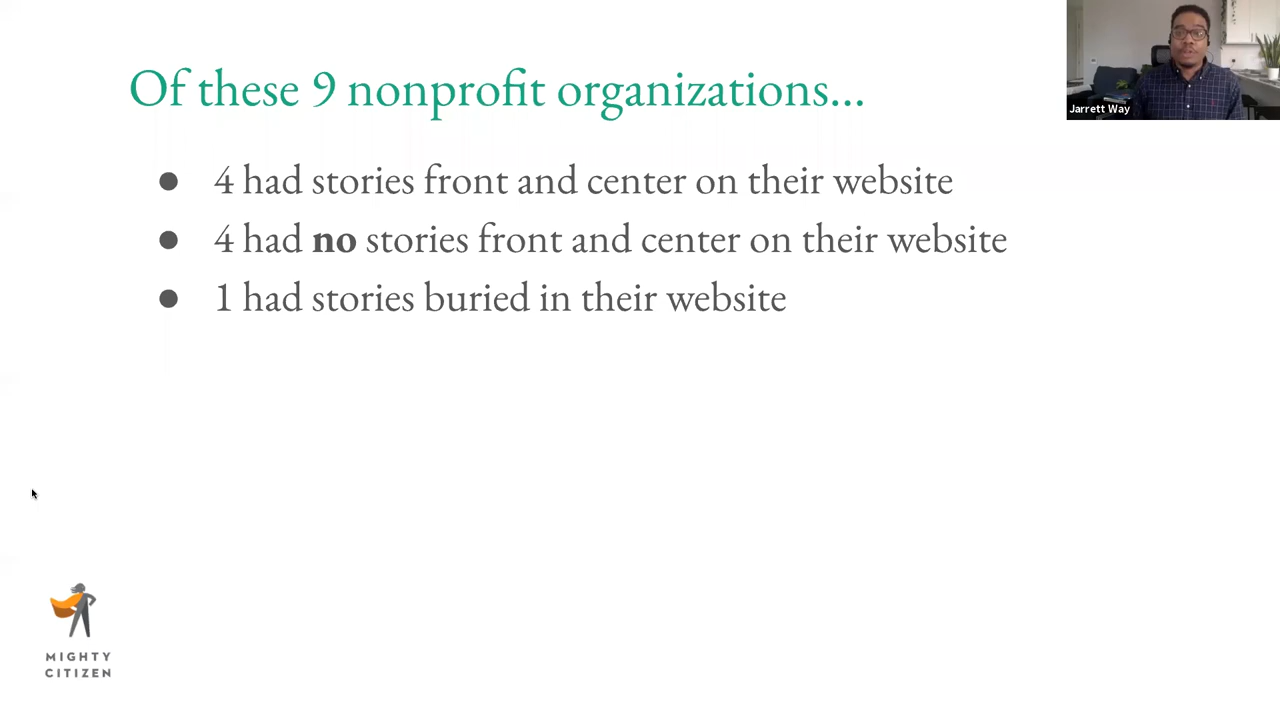 Of these 9 nonprofit organizations...
Jarrett Way
● 4 had stories front and center on their website
● 4 had no stories front and center on their website
● 1 had stories buried in their website
MIGHTY
CITIZEN